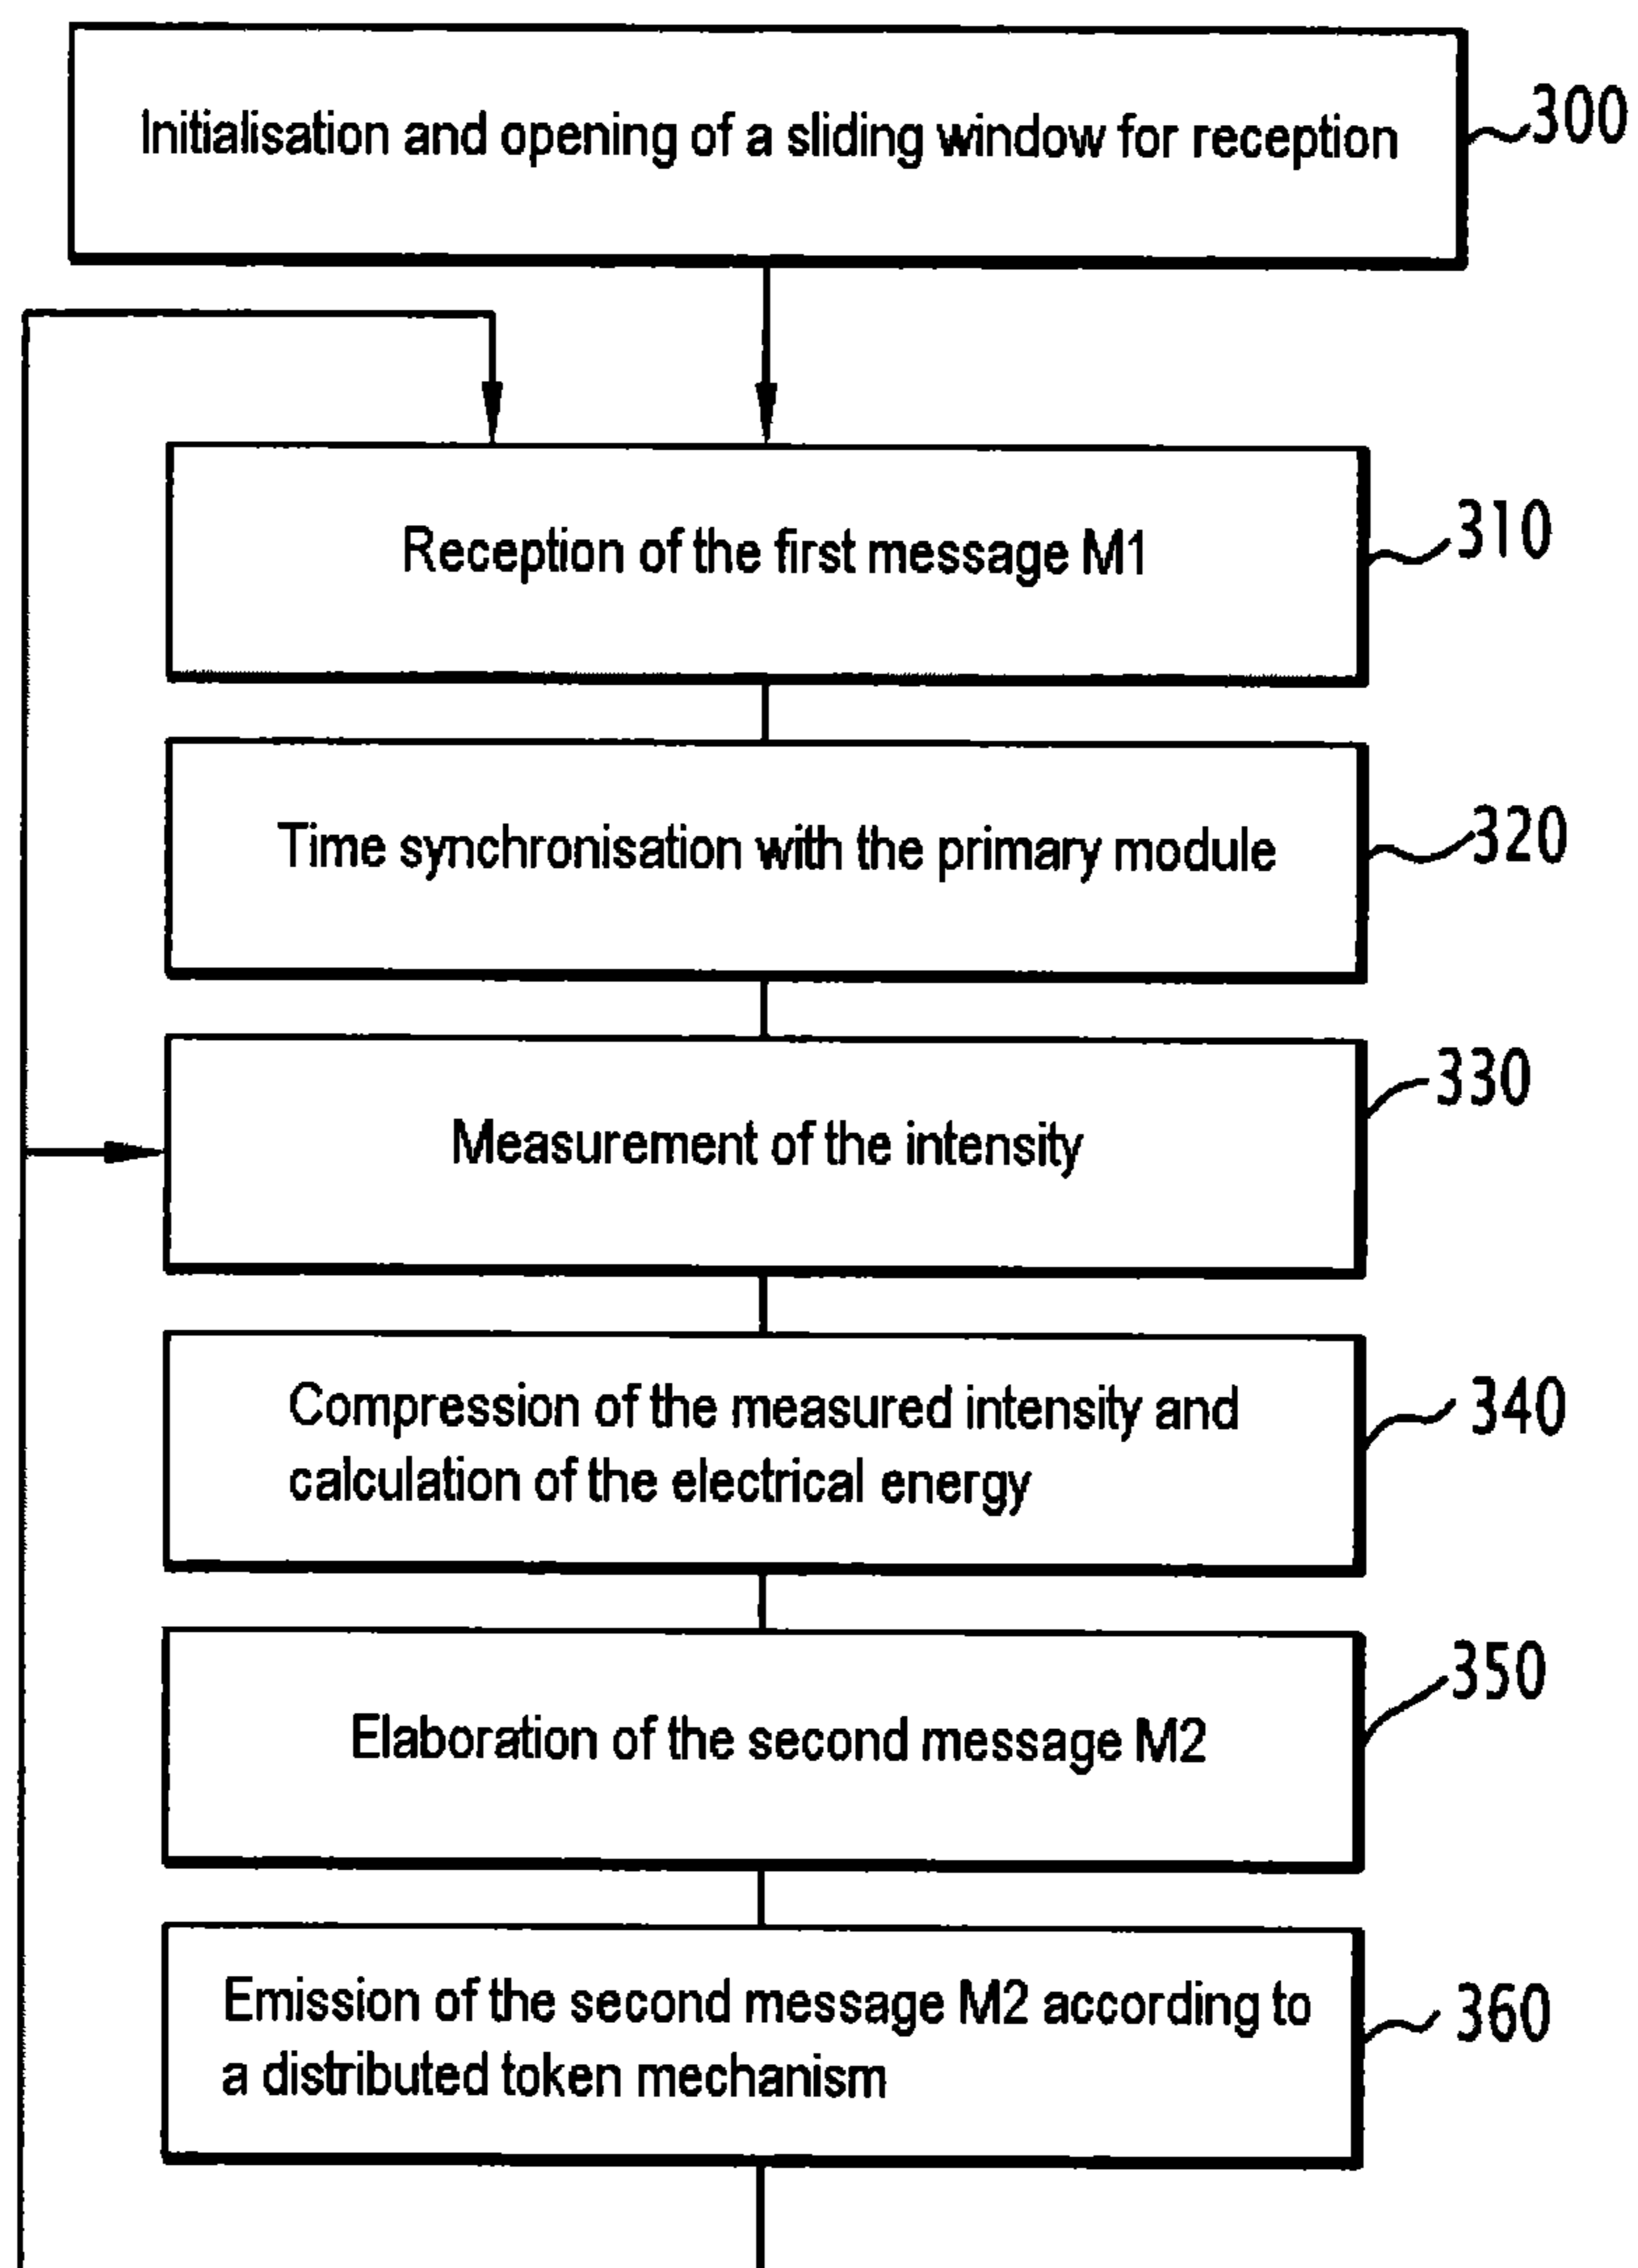 Initialisation and opening of a sliding window for reception
300
Reception of the first message M1
310
Time synchronisation with the primary module
320
Measurement of the intensity
330
Compression of the measured intensity and
calculation of the electrical energy
340
Elaboration of the second message M2
350
Emission of the second message M2 according to
a distributed token mechanism
360